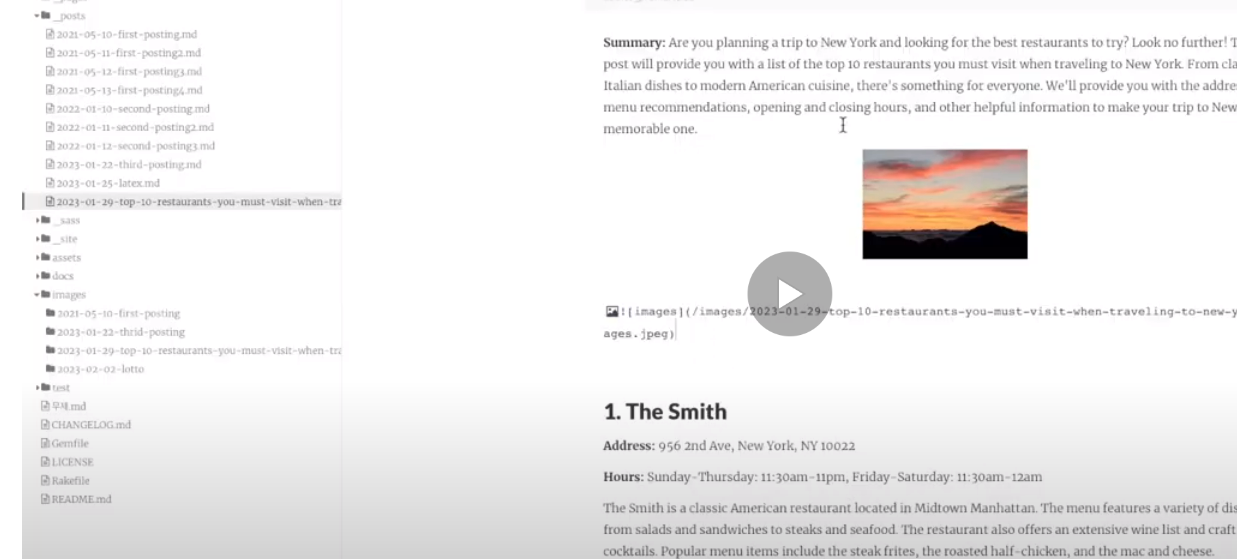 _posts
2021-05-10-first-posting.md
2021-05-11-first-posting2.md
2021-05-12-first-posting3.md
2021-05-13-first-posting4.md
2022-01-10-second-posting.md
2022-01-11-second-posting2.md
2022-01-12-second-posting3.md
2023-01-22-third-posting.md
2023-01-25-latex.md
2023-01-29-top-10-restaurants-you-must-visit-when-tra
_sass
_site
assets
docs
images
2021-05-10-first-posting
2023-01-22-thrid-posting
2023-01-29-top-10-restaurants-you-must-visit-when-tra
2023-02-02-lotto
test
무제.md
CHANGELOG.md
Gemfile
LICENSE
Rakefile
README.md
Summary: Are you planning a trip to New York and looking for the best restaurants to try? Look no further! T
post will provide you with a list of the top 10 restaurants you must visit when traveling to New York. From cla
Italian dishes to modern American cuisine, there's something for everyone. We'll provide you with the addre
menu recommendations, opening and closing hours, and other helpful information to make your trip to New
memorable one.
![images](/images/2023-01-29-top-10-restaurants-you-must-visit-when-traveling-to-new-y
ages.jpeg)
1. The Smith
Address: 956 2nd Ave, New York, NY 10022
Hours: Sunday-Thursday: 11:30am-11pm, Friday-Saturday: 11:30am-12am
The Smith is a classic American restaurant located in Midtown Manhattan. The menu features a variety of dis
from salads and sandwiches to steaks and seafood. The restaurant also offers an extensive wine list and craft
cocktails. Popular menu items include the steak frites, the roasted half-chicken, and the mac and cheese.